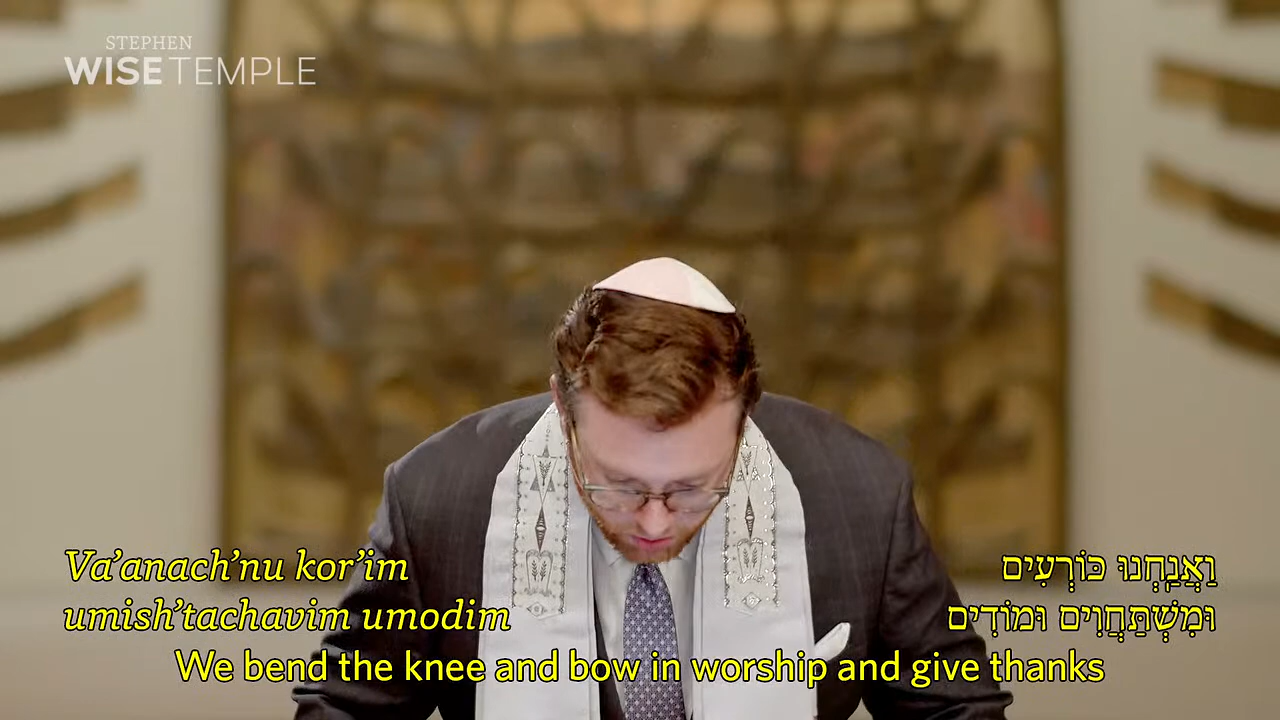 STEPHEN
WISE TEMPLE
Va’anach’nu kor’im
umish’tachavim umodim
וַאֲנַחְנוּ כּוֹרְעִים
וּמִשְׁתַּחֲוִים וּמוֹדִים
We bend the knee and bow in worship and give thanks